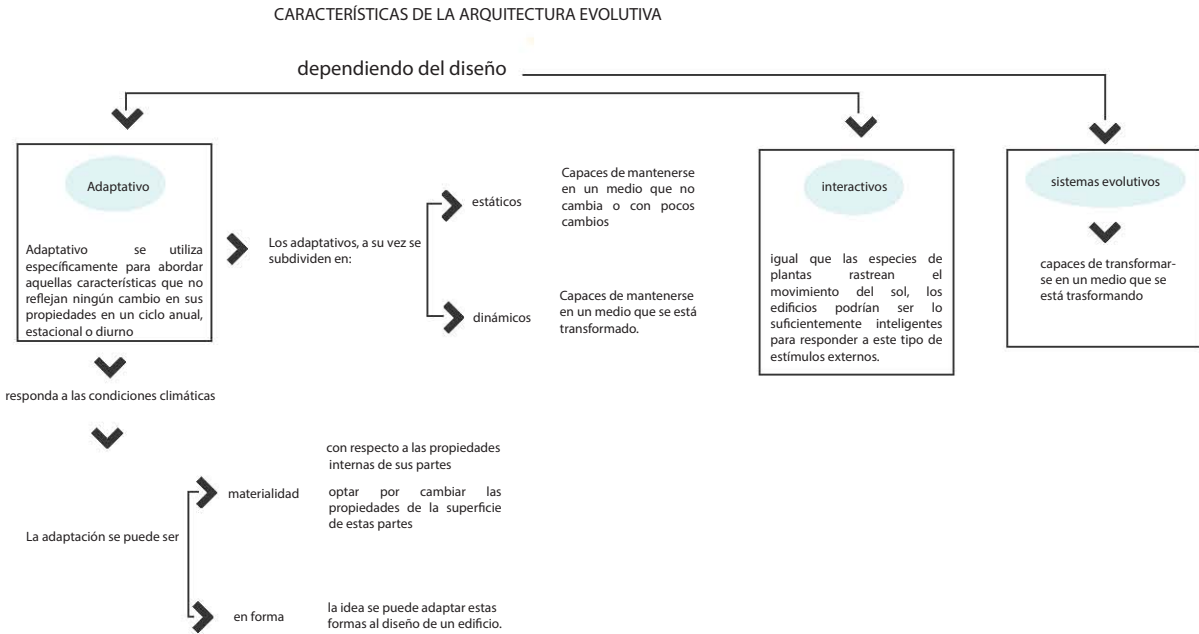 CARACTERÍSTICAS DE LA ARQUITECTURA EVOLUTIVA
dependiendo del diseño
Adaptativo
Adaptativo se utiliza
específicamente para abordar
aquellas características que no
reflejan ningún cambio en sus
propiedades en un ciclo anual,
estacional o diurno
Los adaptativos, a su vez se
subdividen en:
estáticos
Capaces de mantenerse
en un medio que no
cambia o con pocos
cambios
dinámicos
Capaces de mantenerse
en un medio que se está
transformado.
interactivos
igual que las especies de
plantas rastrean el
movimiento del sol, los
edificios podrían ser lo
suficientemente inteligentes
para responder a este tipo de
estímulos externos.
sistemas evolutivos
capaces de transformar-
se en un medio que se
está trasformando
responda a las condiciones climáticas
La adaptación se puede ser
materialidad
con respecto a las propiedades
internas de sus partes
optar por cambiar las
propiedades de la superficie
de estas partes
en forma
la idea se puede adaptar estas
formas al diseño de un edificio.